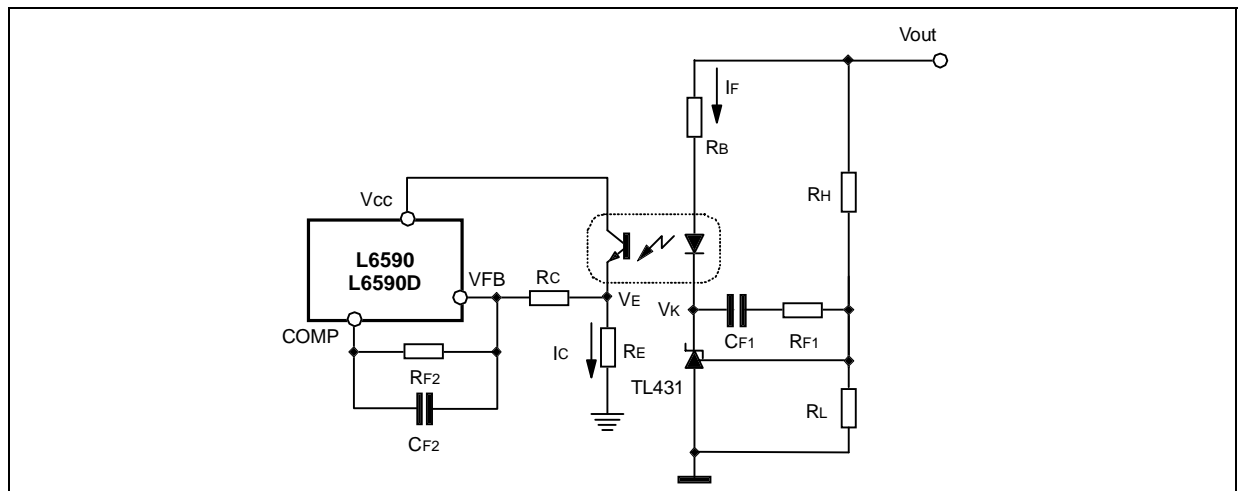 Vout
IF
RB
RH
Vcc
L6590
L6590D
VFB
RC
VE
VK
CF1
RF1
COMP
IC
RE
RF2
TL431
RL
CF2